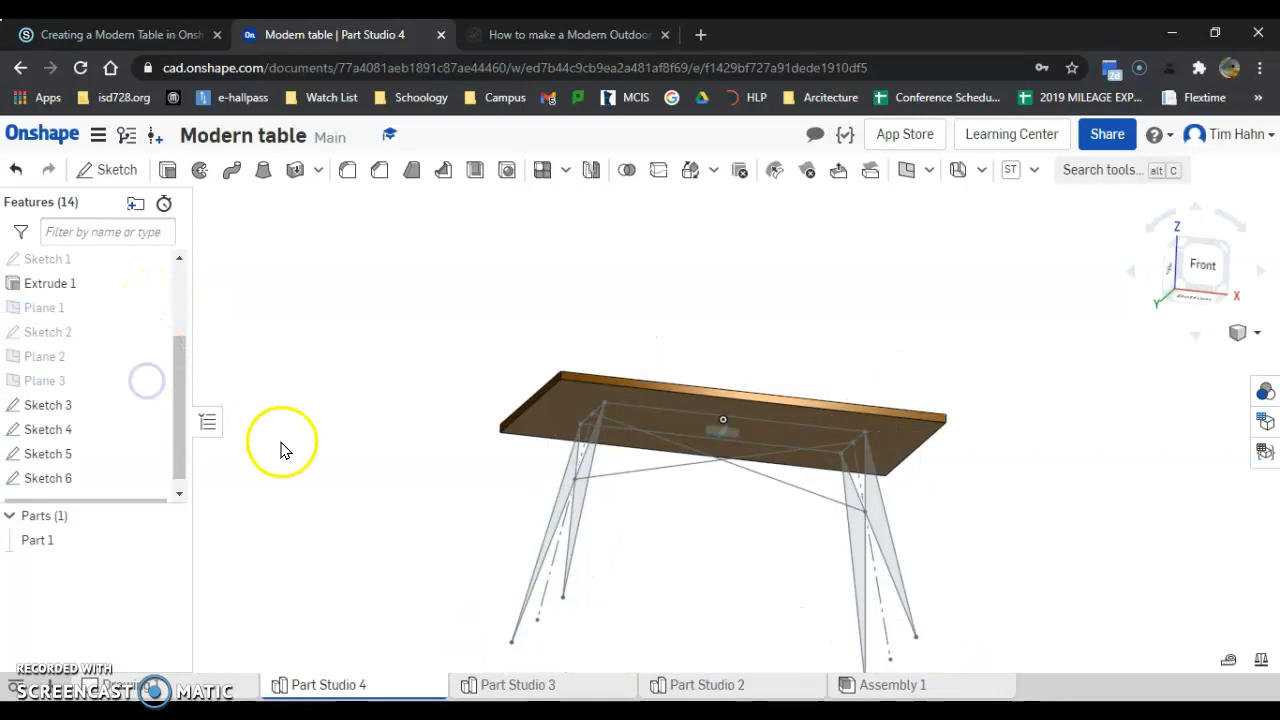 Creating a Modern Table in Onsh
Modern table | Part Studio 4
How to make a Modern Outdoo
cad.onshape.com/documents/77a4081aeb1891c87ae44460/w/ed7b44c9cb9ea2a481af8f69/e/f1429bf727a91dede1910df5
Apps isd728.org e-hallpass Watch List Schoology Campus MCIS HLP Arcitecture Conference Schedu... 2019 MILEAGE EXP... Flextime »
Onshape Modern table Main App Store Learning Center Share Tim Hahn
Sketch ST Search tools... alt C
Features (14)
Filter by name or type
Sketch 1
Extrude 1
Plane 1
Sketch 2
Plane 2
Plane 3
Sketch 3
Sketch 4
Sketch 5
Sketch 6
Parts (1)
Part 1
Z
Front
Bottom
X
Y
RECORDED WITH
SCREENCAST MATIC
Part Studio 4 Part Studio 3 Part Studio 2 Assembly 1